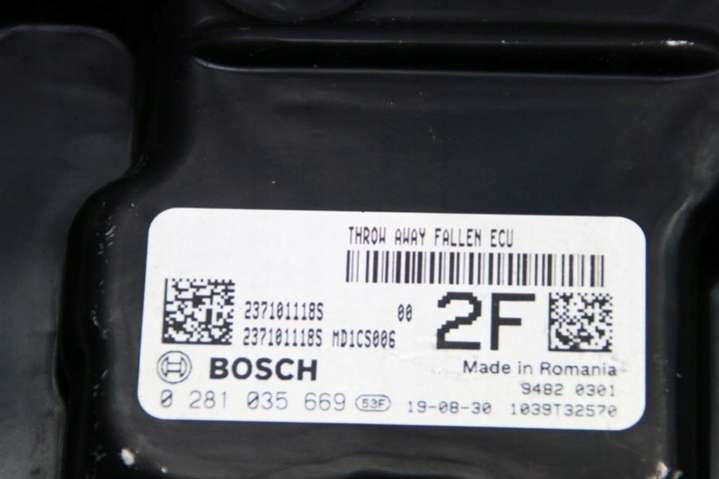 THROW AWAY FALLEN ECU
237101118S 00
237101118S MD1CS006
2F
BOSCH Made in Romania
9482 0301
0 281 035 669 53F 19-08-30 1039T32570